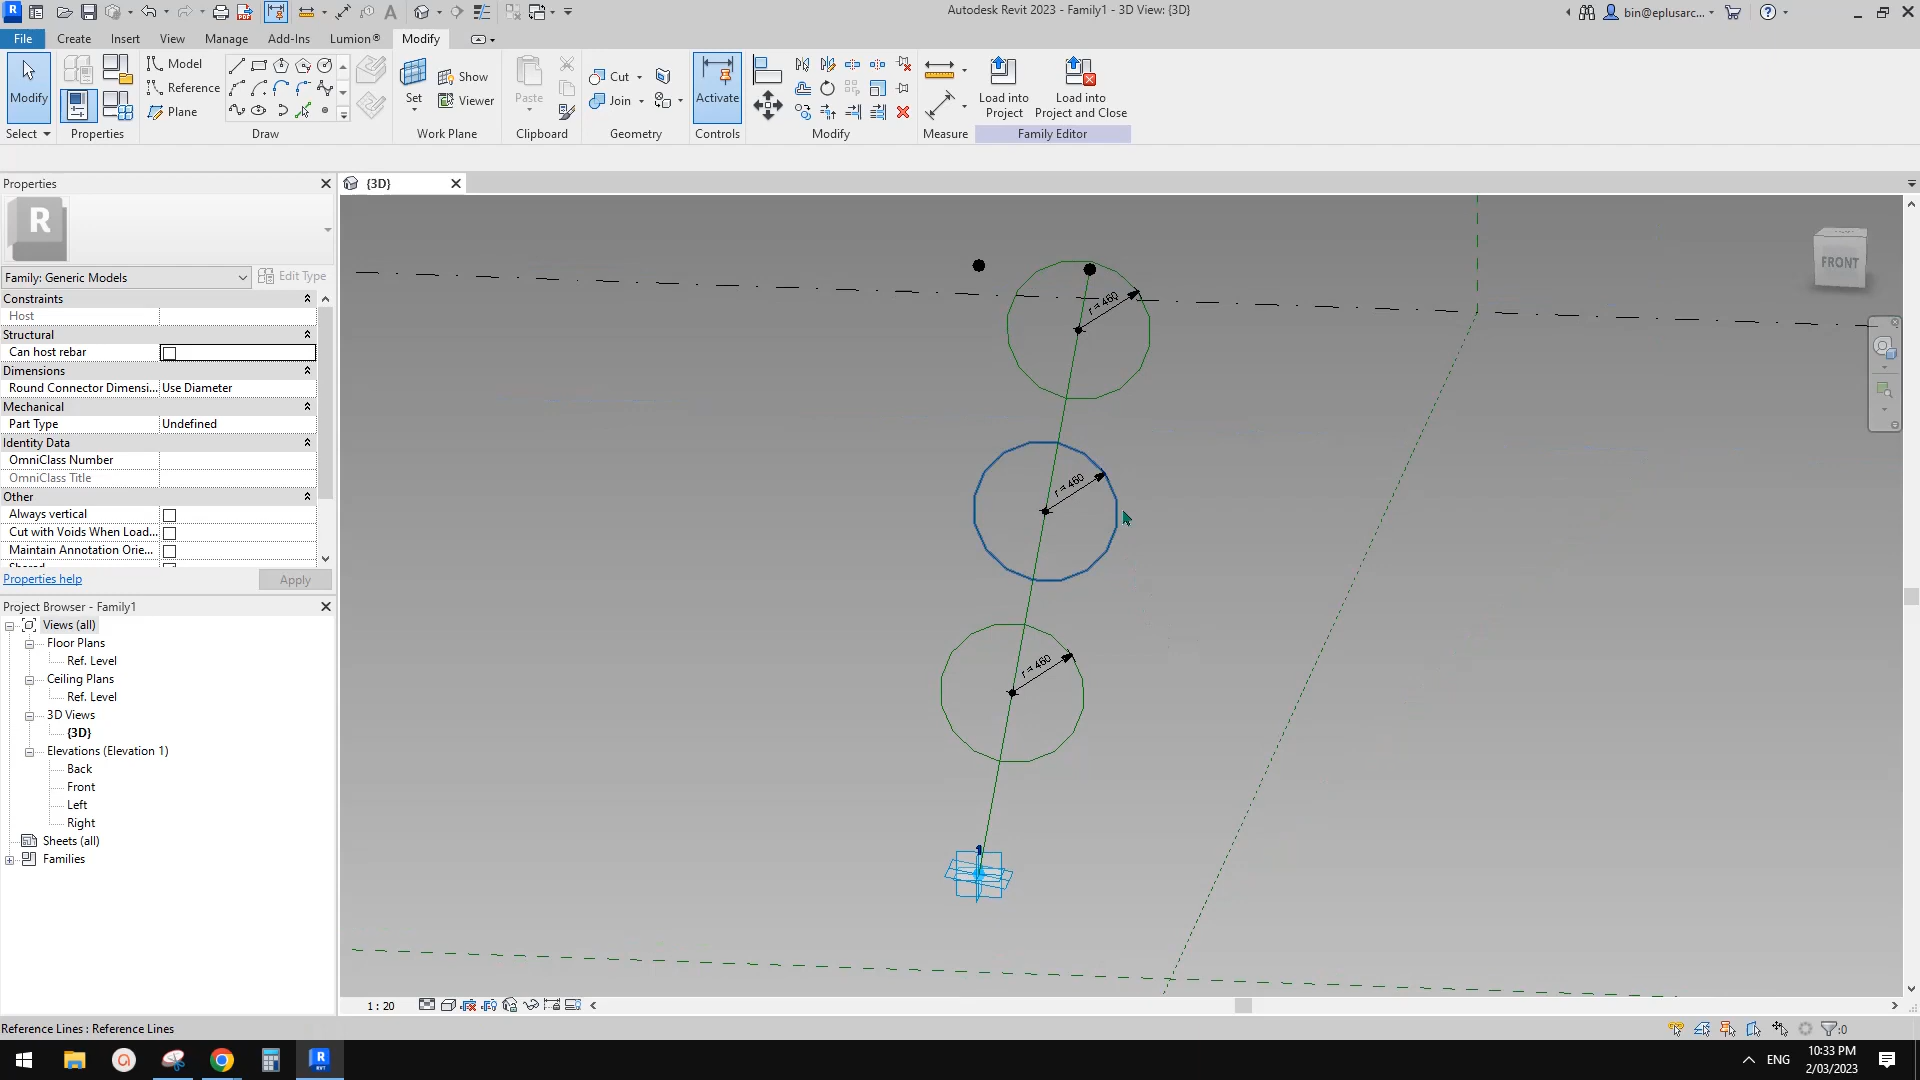 Autodesk Revit 2023 - Family1 - 3D View: {3D}
bin@eplusarc...
File Create Insert View Manage Add-Ins Lumion® Modify
Modify
Model
Reference
Plane
Set
Show
Viewer
Paste
Cut
Join
Activate
Load into
Project
Load into
Project and Close
Select Properties Draw Work Plane Clipboard Geometry Controls Modify Measure Family Editor
Properties
{3D}
R
Family: Generic Models
Edit Type
Constraints
Host
Structural
Can host rebar
Dimensions
Round Connector Dimensi... Use Diameter
Mechanical
Part Type Undefined
Identity Data
OmniClass Number
OmniClass Title
Other
Always vertical
Cut with Voids When Load...
Maintain Annotation Orie...
Shared
Properties help
Apply
Project Browser - Family1
Views (all)
Floor Plans
Ref. Level
Ceiling Plans
Ref. Level
3D Views
{3D}
Elevations (Elevation 1)
Back
Front
Left
Right
Sheets (all)
Families
r = 460
r = 460
r = 460
1
FRONT
1 : 20
Reference Lines : Reference Lines
:0
ENG
10:33 PM
2/03/2023